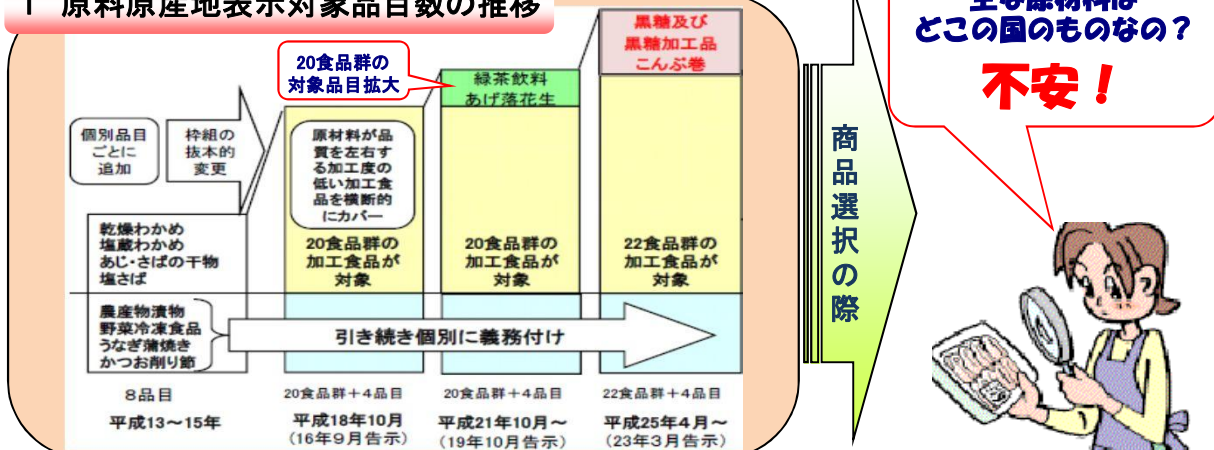 1 原料原産地表示対象品目数の推移
個別品目
ごとに
追加
枠組の
抜本的
変更
20食品群の
対象品目拡大
緑茶飲料
あげ落花生
黒糖及び
黒糖加工品
こんぶ巻
原材料が品
質を左右す
る加工度の
低い加工食
品を横断的
にカバー
乾燥わかめ
塩蔵わかめ
あじ・さばの干物
塩さば
20食品群の
加工食品が
対象
20食品群の
加工食品が
対象
22食品群の
加工食品が
対象
農産物漬物
野菜冷凍食品
うなぎ蒲焼き
かつお削り節
引き続き個別に義務付け
8品目
20食品群+4品目
20食品群+4品目
22食品群+4品目
平成13~15年
平成18年10月
(16年9月告示)
平成21年10月~
(19年10月告示)
平成25年4月~
(23年3月告示)
商品選択の際
主な原材料は
どこの国のものなの?
不安!